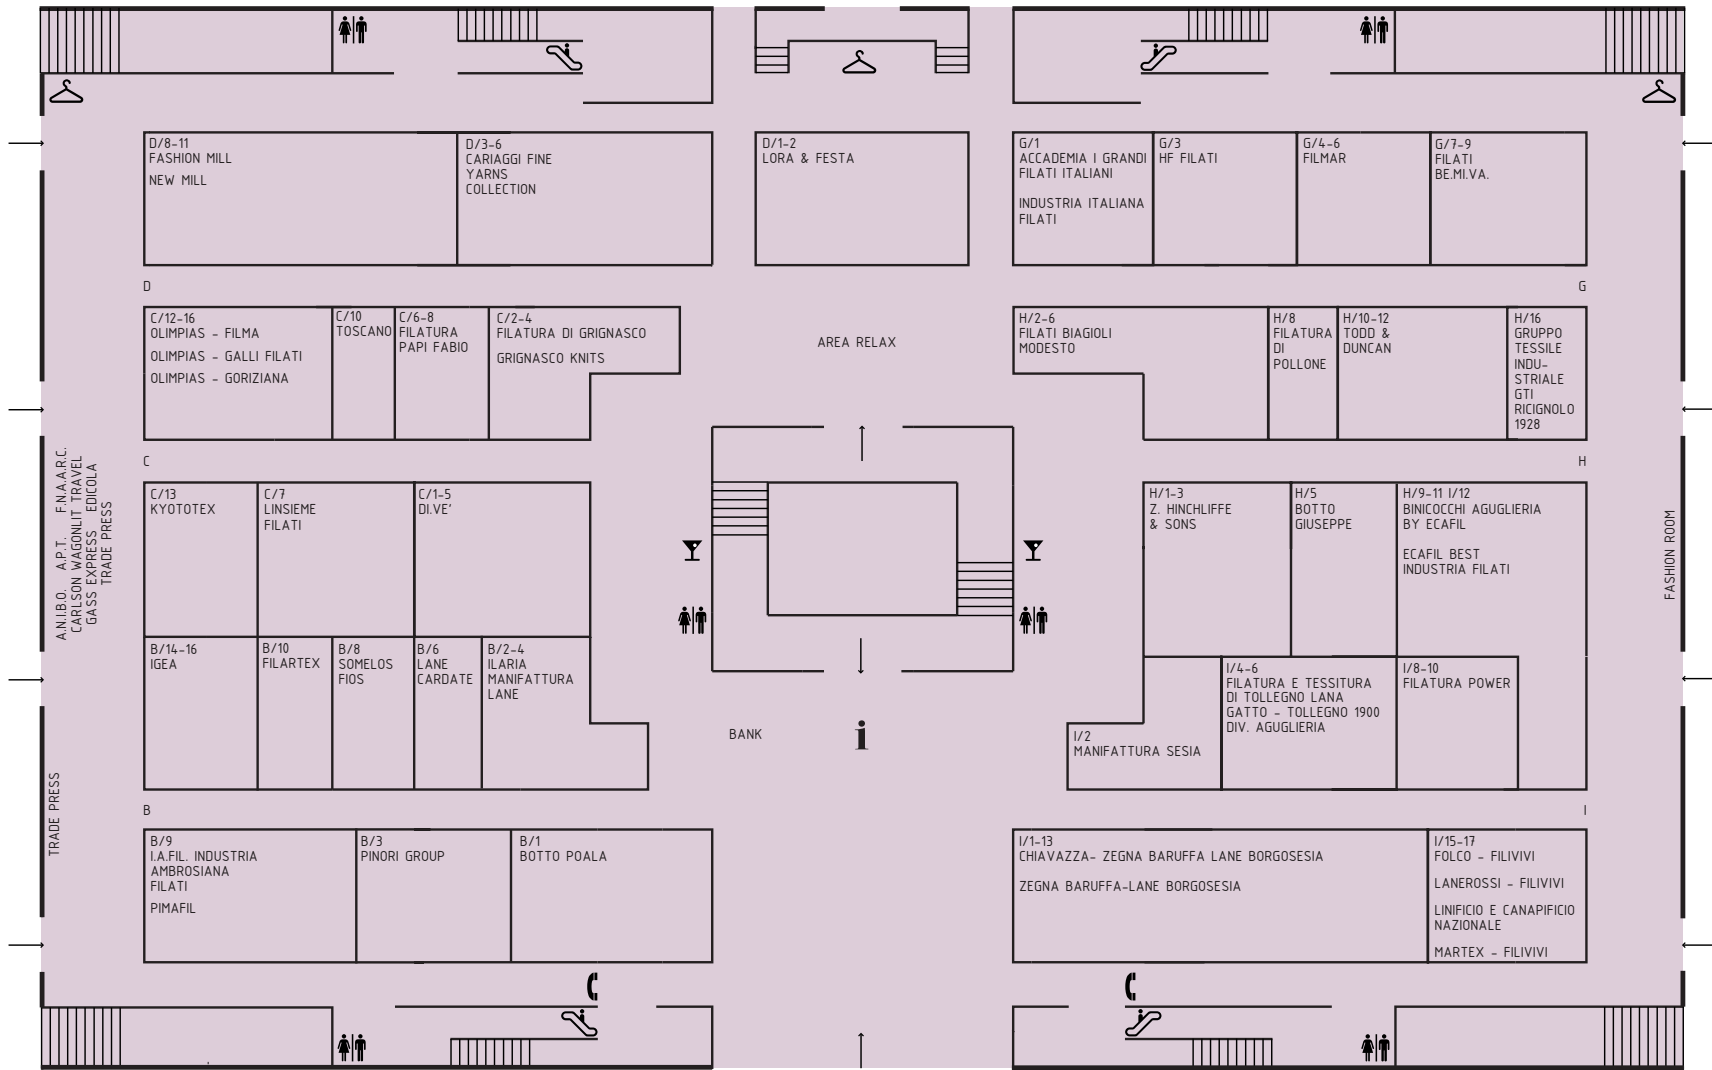 D/8-11
FASHION MILL
NEW MILL
D/3-6
CARIAGGI FINE
YARNS
COLLECTION
D/1-2
LORA & FESTA
G/1
ACCADEMIA I GRANDI
FILATI ITALIANI
INDUSTRIA ITALIANA
FILATI
G/3
HF FILATI
G/4-6
FILMAR
G/7-9
FILATI
BE.MI.VA.
D
G
C/12-16
OLIMPIAS - FILMA
OLIMPIAS - GALLI FILATI
OLIMPIAS - GORIZIANA
C/10
TOSCANO
C/6-8
FILATURA
PAPI FABIO
C/2-4
FILATURA DI GRIGNASCO
GRIGNASCO KNITS
AREA RELAX
H/2-6
FILATI BIAGIOLI
MODESTO
H/8
FILATURA
DI
POLLONE
H/10-12
TODD &
DUNCAN
H/16
GRUPPO
TESSILE
INDU-
STRIALE
GTI
RICIGNOLO
1928
C
H
A.N.I.B.O. A.P.T. F.N.A.A.R.C.
CARLSON WAGONLIT TRAVEL
GASS EXPRESS EDICOLA
TRADE PRESS
C/13
KYOTOTEX
C/7
LINSIEME
FILATI
C/1-5
DI.VE'
H/1-3
Z. HINCHLIFFE
& SONS
H/5
BOTTO
GIUSEPPE
H/9-11 I/12
BINICOCCHI AGUGLIERIA
BY ECAFIL
ECAFIL BEST
INDUSTRIA FILATI
FASHION ROOM
B/14-16
IGEA
B/10
FILARTEX
B/8
SOMELOS
FIOS
B/6
LANE
CARDATE
B/2-4
ILARIA
MANIFATTURA
LANE
BANK
i
I/2
MANIFATTURA SESIA
I/4-6
FILATURA E TESSITURA
DI TOLLEGNO LANA
GATTO - TOLLEGNO 1900
DIV. AGUGLIERIA
I/8-10
FILATURA POWER
TRADE PRESS
B
I
B/9
I.A.FIL. INDUSTRIA
AMBROSIANA
FILATI
PIMAFIL
B/3
PINORI GROUP
B/1
BOTTO POALA
I/1-13
CHIAVAZZA- ZEGNA BARUFFA LANE BORGOSESIA
ZEGNA BARUFFA-LANE BORGOSESIA
I/15-17
FOLCO - FILIVIVI
LANEROSSI - FILIVIVI
LINIFICIO E CANAPIFICIO
NAZIONALE
MARTEX - FILIVIVI